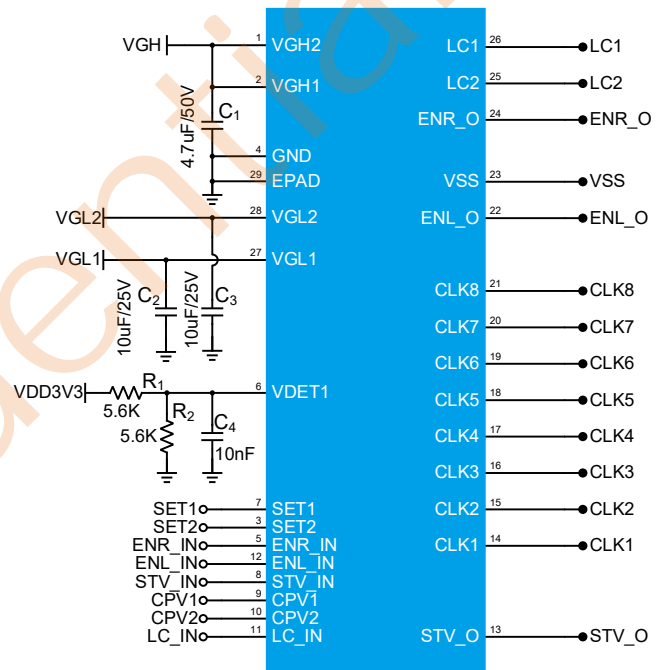 VGH 1 VGH2 LC1 26 LC1
2 VGH1 LC2 25 LC2
C1 4.7uF/50V ENR_O 24 ENR_O
4 GND
29 EPAD VSS 23 VSS
VGL2 28 VGL2 ENL_O 22 ENL_O
VGL1 27 VGL1
10uF/25V C2 10uF/25V C3 CLK8 21 CLK8
CLK7 20 CLK7
CLK6 19 CLK6
VDD3V3 R1 5.6K 6 VDET1 CLK5 18 CLK5
5.6K R2 C4 10nF CLK4 17 CLK4
CLK3 16 CLK3
SET1 7 SET1 CLK2 15 CLK2
SET2 3 SET2
ENR_IN 5 ENR_IN CLK1 14 CLK1
ENL_IN 12 ENL_IN
STV_IN 8 STV_IN
CPV1 9 CPV1
CPV2 10 CPV2
LC_IN 11 LC_IN STV_O 13 STV_O